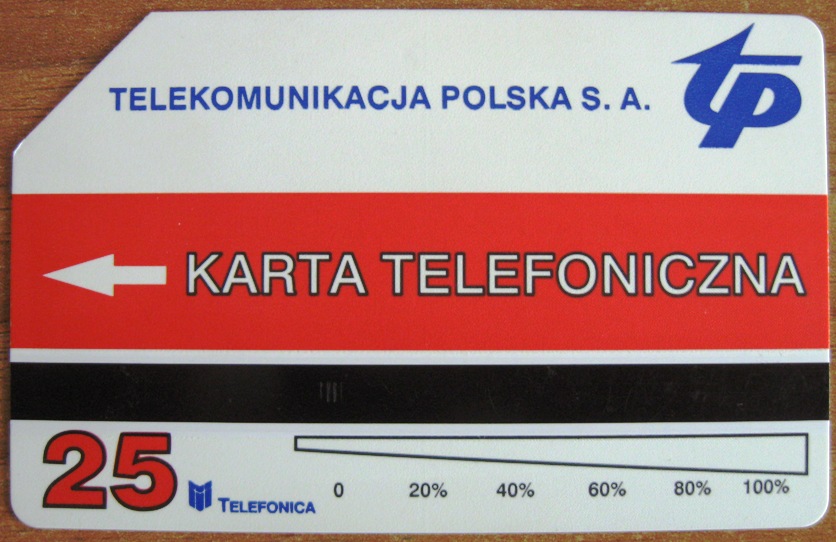 TELEKOMUNIKACJA POLSKA S. A.
tp
KARTA TELEFONICZNA
25
TELEFONICA
0 20% 40% 60% 80% 100%